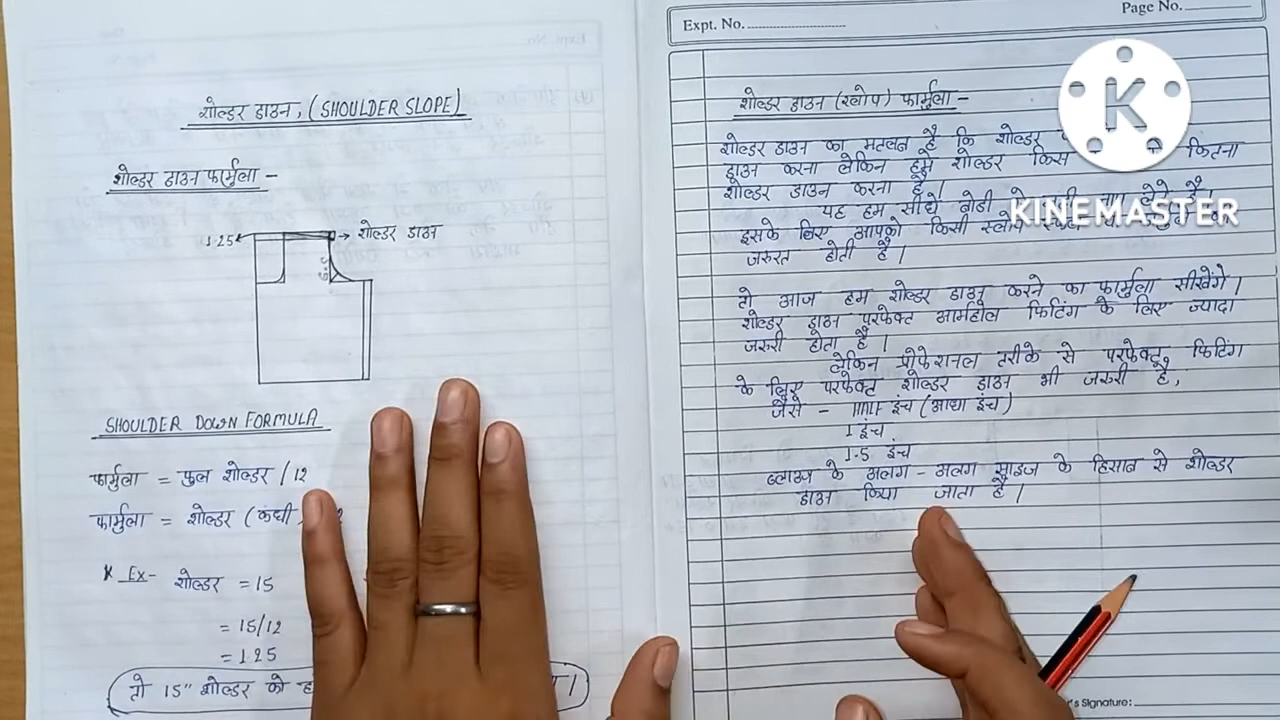 शोल्डर डाउन, (SHOULDER SLOPE)
शोल्डर डाउन फार्मुला -
1.25
शोल्डर डाउन
SHOULDER DOWN FORMULA
फार्मुला = फुल शोल्डर / 12
फार्मुला = शोल्डर (कंधी)
Ex- शोल्डर = 15
= 15/12
= 1.25
तो 15" शोल्डर को
Expt. No.
Page No.
शोल्डर डाउन (स्लोप) फार्मुला -
शोल्डर डाउन का मतलब है कि शोल्डर
डाउन करना लेकिन हमे शोल्डर किस कितना
शोल्डर डाउन करना है।
यह हम सीधे बोडी से लेते है।
इसके लिए आपको किसी स्लोप
जरुरत होती है।
तो आज हम शोल्डर डाउन करने का फार्मुला सीखेंगे।
शोल्डर डाउन परफेक्ट आर्महोल फिटिंग के लिए ज्यादा
जरुरी होता है।
लेकिन प्रोफेशनल तरीके से परफेक्ट फिटिंग
के लिए परफेक्ट शोल्डर डाउन भी जरुरी है,
जैसे - इंच (आधा इंच)
1 इंच
1.5 इंच
ब्लाउज के अलग - अलग साइज के हिसाब से शोल्डर
डाउन किया जाता है।
's Signature:
K
KINEMASTER